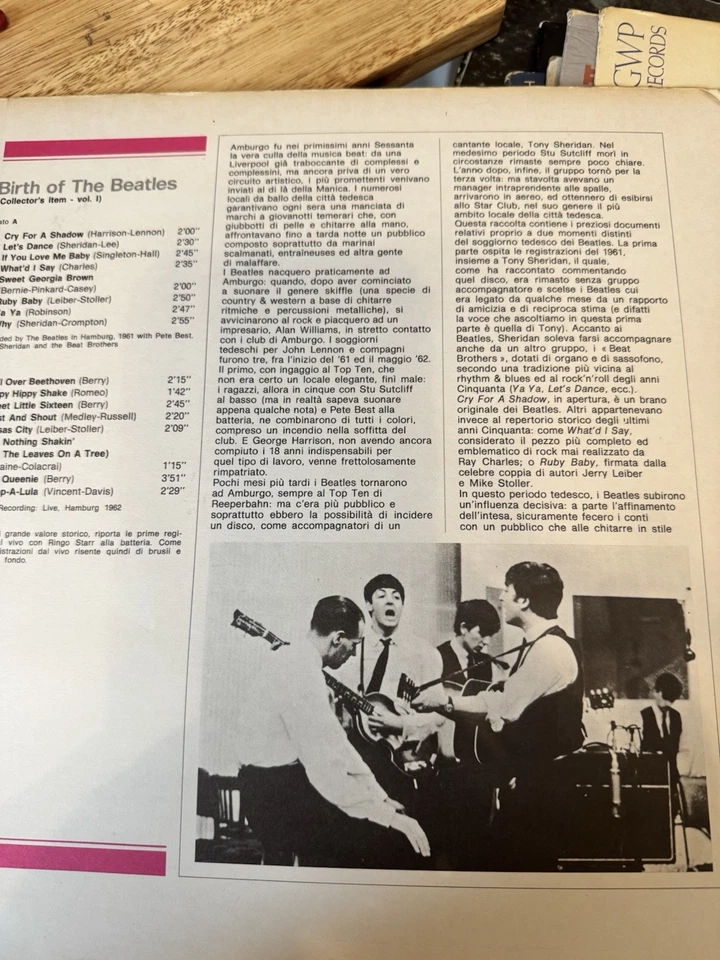 GWP
RECORDS
Birth of The Beatles
(Collector's item - vol. I)
ato A
Cry For A Shadow (Harrison-Lennon) 2'00"
Let's Dance (Sheridan-Lee) 2'30"
If You Love Me Baby (Singleton-Hall) 2'45"
What'd I Say (Charles) 2'35"
Sweet Georgia Brown
Bernie-Pinkard-Casey) 2'00"
Ruby Baby (Leiber-Stoller) 2'50"
Ya Ya (Robinson) 2'47"
Why (Sheridan-Crompton) 2'55"
ded by The Beatles in Hamburg, 1961 with Pete Best,
Sheridan and the Beat Brothers
l Over Beethoven (Berry) 2'15"
py Hippy Shake (Romeo) 1'42"
eet Little Sixteen (Berry) 2'45"
st And Shout (Medley-Russell) 2'20"
sas City (Leiber-Stoller) 2'09"
Nothing Shakin'
The Leaves On A Tree)
aine-Colacrai) 1'15"
Queenie (Berry) 3'51"
p-A-Lula (Vincent-Davis) 2'29"
Recording: Live, Hamburg 1962
grande valore storico, riporta le prime regi-
l vivo con Ringo Starr alla batteria. Come
istrazioni dal vivo risente quindi di brusii e
fondo.
Amburgo fu nei primissimi anni Sessanta
la vera culla della musica beat: da una
Liverpool già traboccante di complessi e
complessini, ma ancora priva di un vero
circuito artistico, i più promettenti venivano
inviati al di là della Manica. I numerosi
locali da ballo della città tedesca
garantivano ogni sera una manciata di
marchi a giovanotti temerari che, con
giubbotti di pelle e chitarre alla mano,
affrontavano fino a tarda notte un pubblico
composto soprattutto da marinai
scalmanati, entraineuses ed altra gente
di malaffare.
I Beatles nacquero praticamente ad
Amburgo: quando, dopo aver cominciato
a suonare il genere skiffle (una specie di
country & western a base di chitarre
ritmiche e percussioni metalliche), si
avvicinarono al rock e piacquero ad un
impresario, Alan Williams, in stretto contatto
con i club di Amburgo. I soggiorni
tedeschi per John Lennon e compagni
furono tre, fra l'inizio del '61 ed il maggio '62.
Il primo, con ingaggio al Top Ten, che
non era certo un locale elegante, finì male:
i ragazzi, allora in cinque con Stu Sutcliff
al basso (ma in realtà sapeva suonare
appena qualche nota) e Pete Best alla
batteria, ne combinarono di tutti i colori,
compreso un incendio nella soffitta del
club. E George Harrison, non avendo ancora
compiuto i 18 anni indispensabili per
quel tipo di lavoro, venne frettolosamente
rimpatriato.
Pochi mesi più tardi i Beatles tornarono
ad Amburgo, sempre al Top Ten di
Reeperbahn: ma c'era più pubblico e
soprattutto ebbero la possibilità di incidere
un disco, come accompagnatori di un
cantante locale, Tony Sheridan. Nel
medesimo periodo Stu Sutcliff morì in
circostanze rimaste sempre poco chiare.
L'anno dopo, infine, il gruppo tornò per la
terza volta: ma stavolta avevano un
manager intraprendente alle spalle,
arrivarono in aereo, ed ottennero di esibirsi
allo Star Club, nel suo genere il più
ambito locale della città tedesca.
Questa raccolta contiene i preziosi documenti
relativi proprio a due momenti distinti
del soggiorno tedesco dei Beatles. La prima
parte ospita le registrazioni del 1961,
insieme a Tony Sheridan, il quale,
come ha raccontato commentando
quel disco, era rimasto senza gruppo
accompagnatore e scelse i Beatles cui
era legato da qualche mese da un rapporto
di amicizia e di reciproca stima (e difatti
la voce che ascoltiamo in questa prima
parte è quella di Tony). Accanto ai
Beatles, Sheridan soleva farsi accompagnare
anche da un altro gruppo, i « Beat
Brothers », dotati di organo e di sassofono,
secondo una tradizione più vicina al
rhythm & blues ed al rock'n'roll degli anni
Cinquanta (Ya Ya, Let's Dance, ecc.).
Cry For A Shadow, in apertura, è un brano
originale dei Beatles. Altri appartenevano
invece al repertorio storico degli ultimi
anni Cinquanta: come What'd I Say,
considerato il pezzo più completo ed
emblematico di rock mai realizzato da
Ray Charles; o Ruby Baby, firmata dalla
celebre coppia di autori Jerry Leiber
e Mike Stoller.
In questo periodo tedesco, i Beatles subirono
un'influenza decisiva: a parte l'affinamento
dell'intesa, sicuramente fecero i conti
con un pubblico che alle chitarre in stile